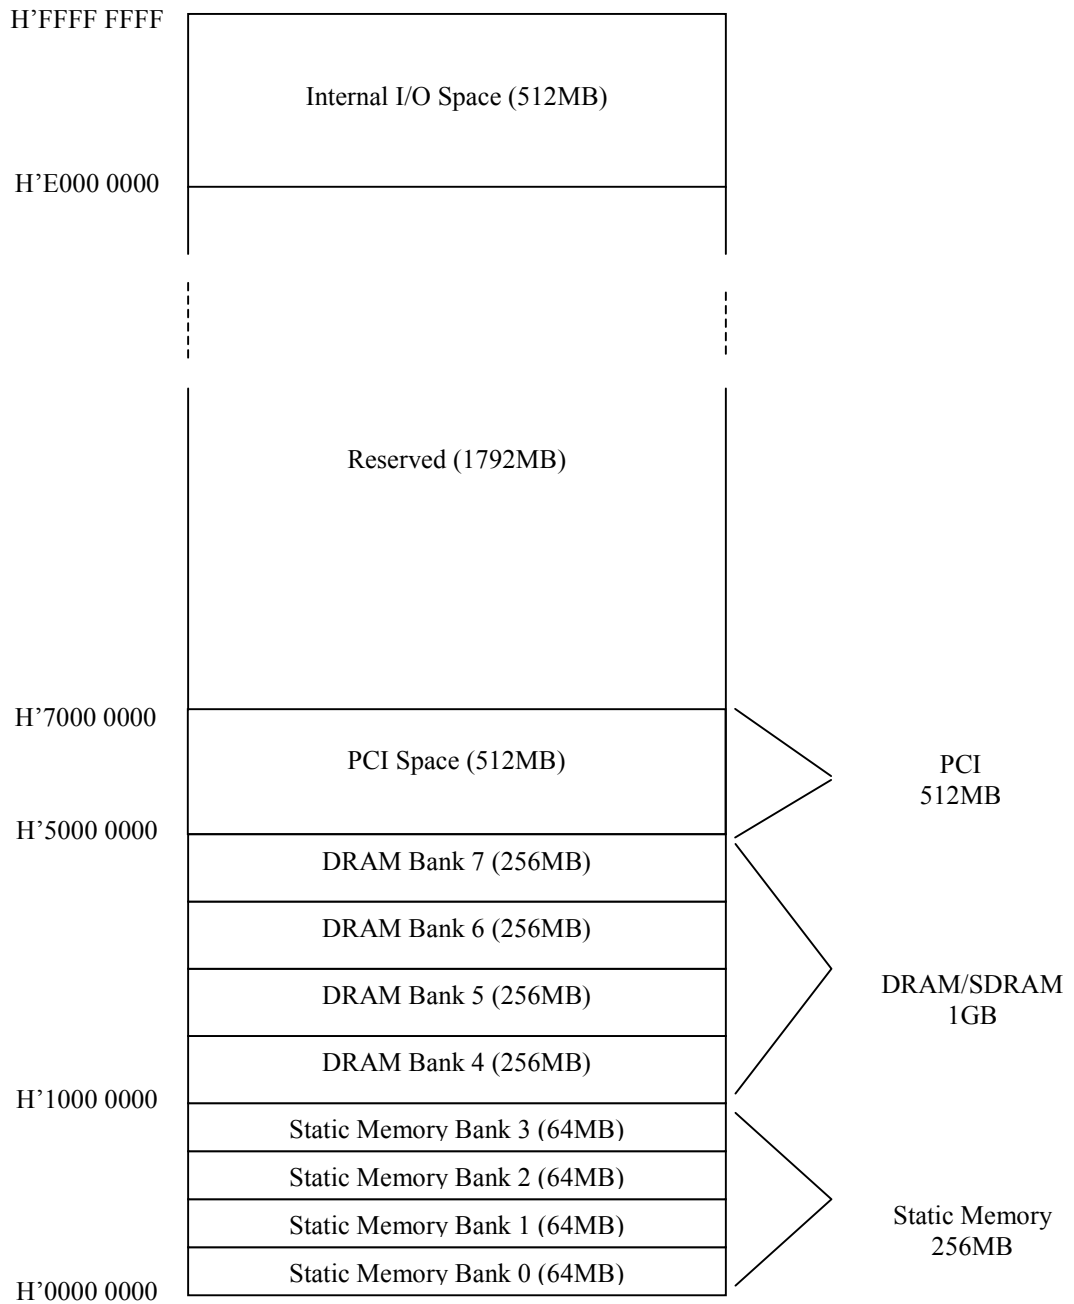 H’FFFF FFFF
Internal I/O Space (512MB)
H’E000 0000
Reserved (1792MB)
H’7000 0000
PCI Space (512MB)
PCI
512MB
H’5000 0000
DRAM Bank 7 (256MB)
DRAM Bank 6 (256MB)
DRAM Bank 5 (256MB)
DRAM/SDRAM
1GB
DRAM Bank 4 (256MB)
H’1000 0000
Static Memory Bank 3 (64MB)
Static Memory Bank 2 (64MB)
Static Memory Bank 1 (64MB)
Static Memory
256MB
Static Memory Bank 0 (64MB)
H’0000 0000